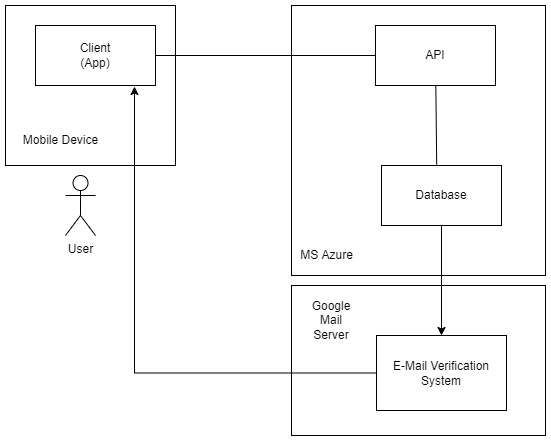 Client
(App)
API
Mobile Device
Database
User
MS Azure
Google
Mail
Server
E-Mail Verification
System